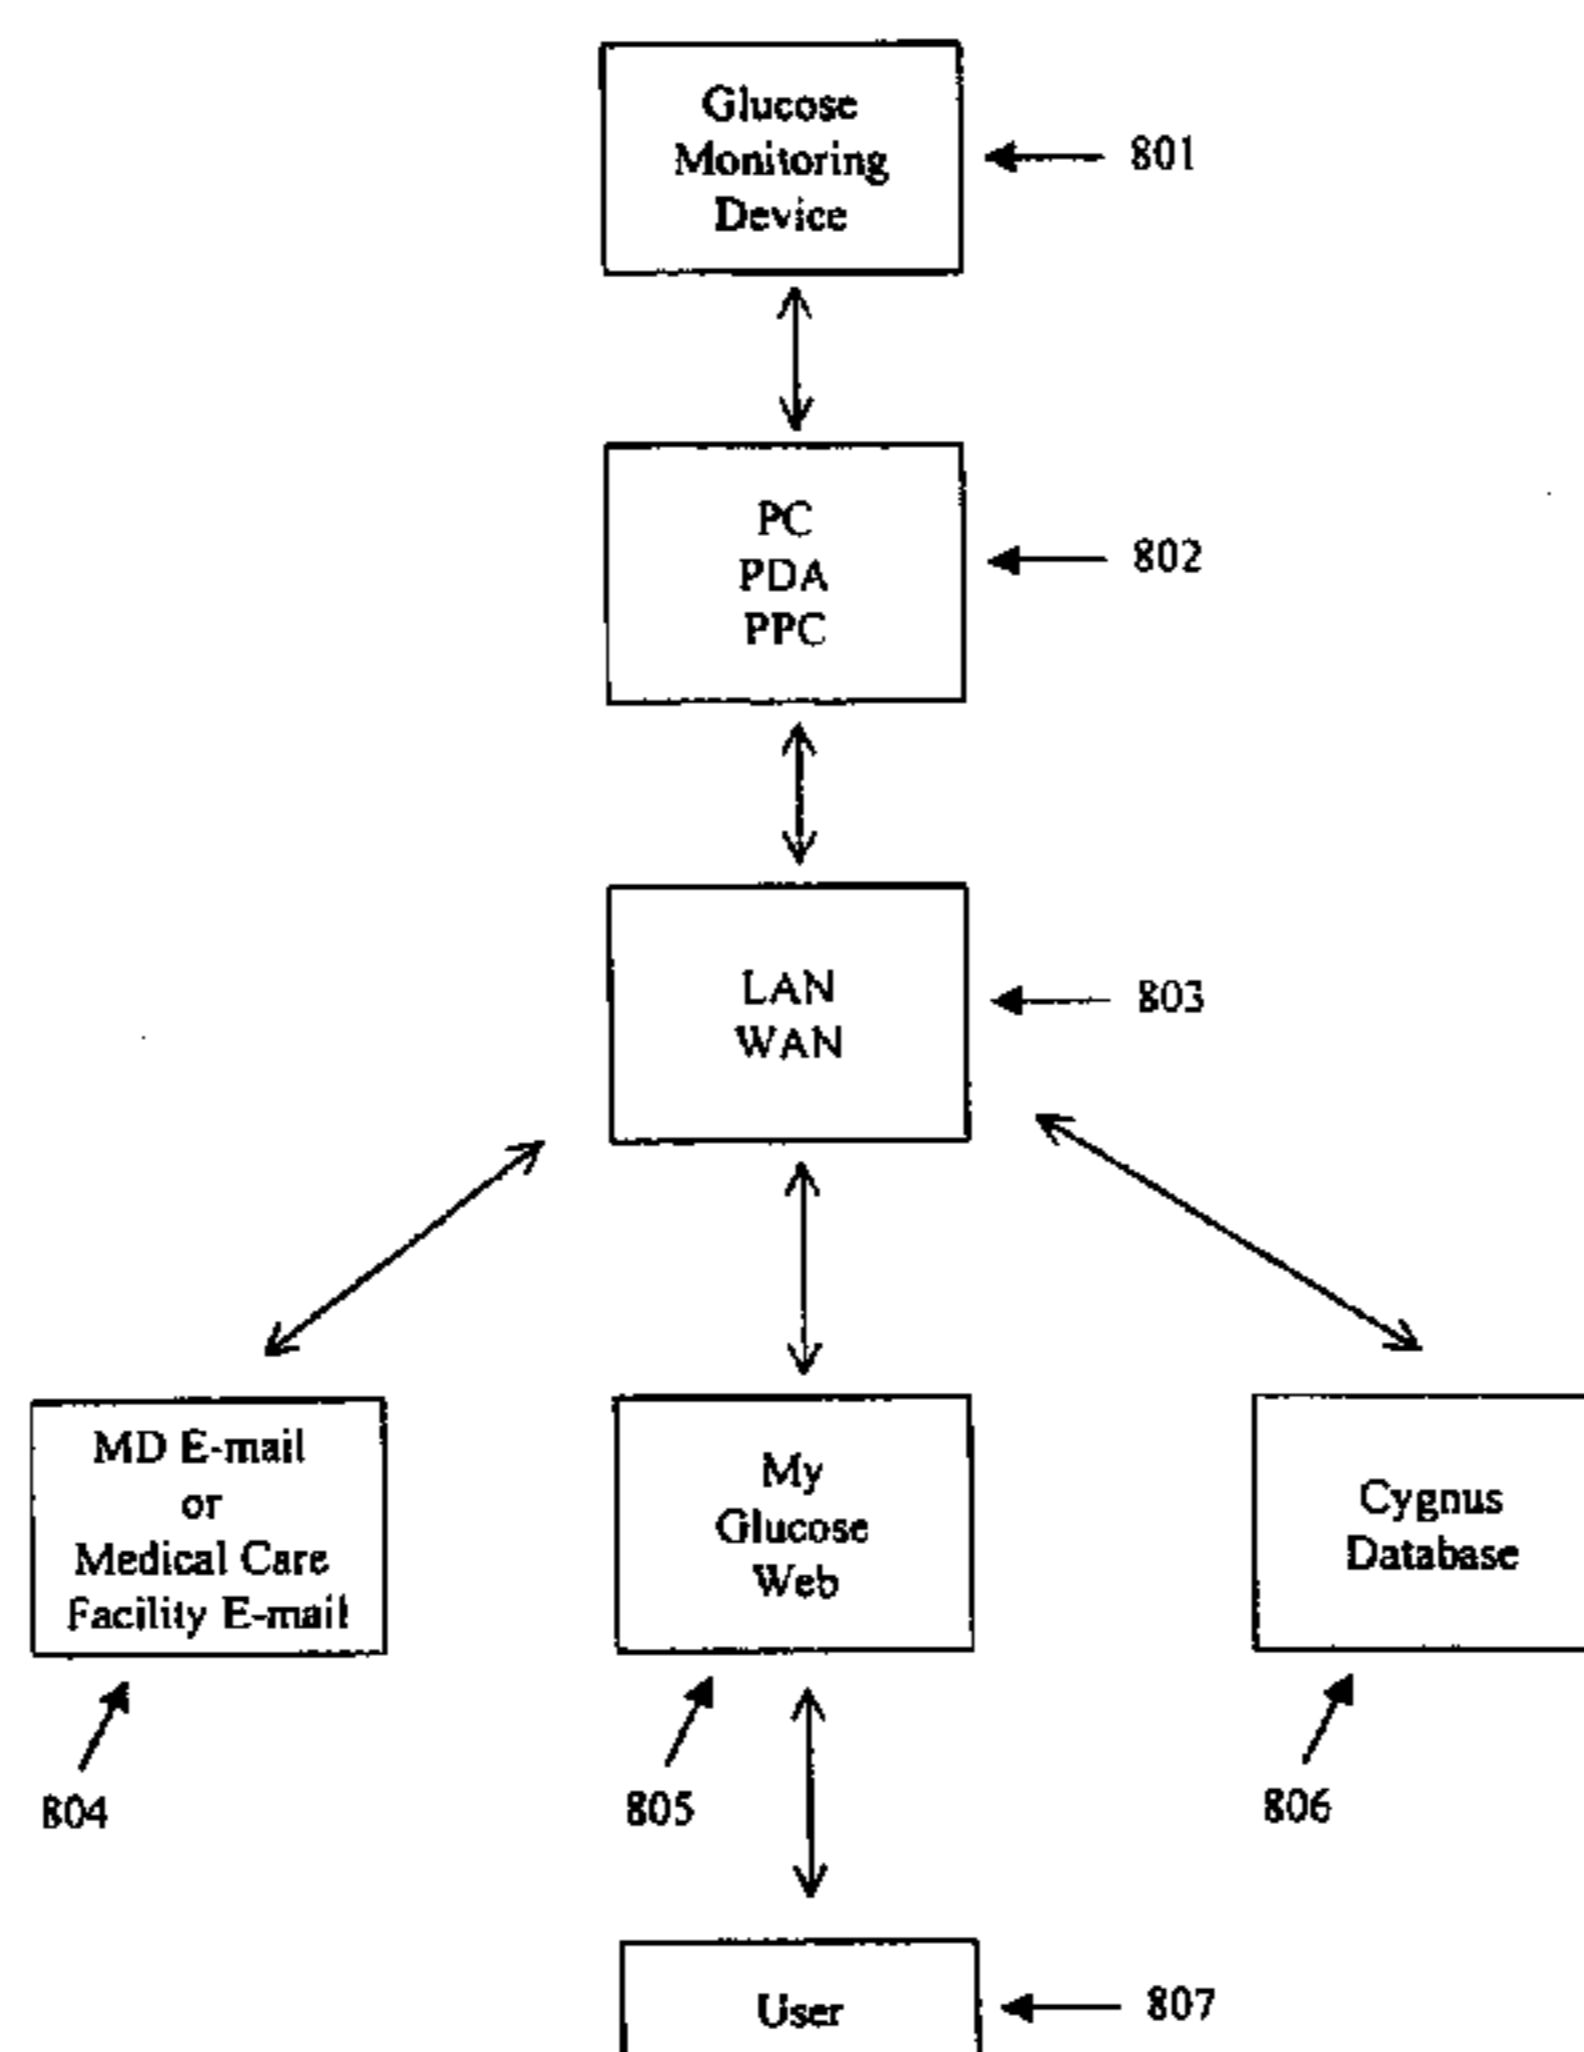 Glucose
Monitoring
Device
801
PC
PDA
PPC
802
LAN
WAN
803
MD E-mail
or
Medical Care
Facility E-mail
My
Glucose
Web
Cygnus
Database
804
805
806
User
807